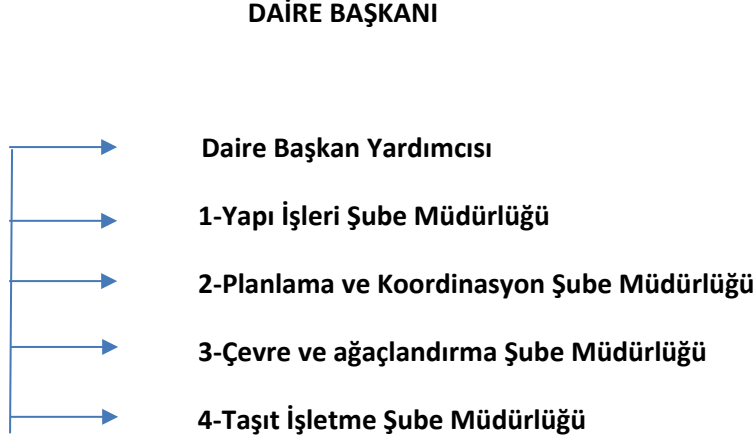 DAİRE BAŞKANI
Daire Başkan Yardımcısı
1-Yapı İşleri Şube Müdürlüğü
2-Planlama ve Koordinasyon Şube Müdürlüğü
3-Çevre ve ağaçlandırma Şube Müdürlüğü
4-Taşıt İşletme Şube Müdürlüğü